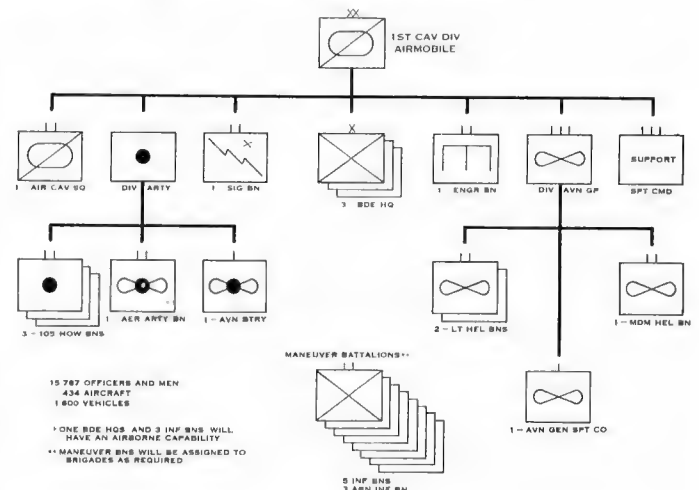 XX
1ST CAV DIV
AIRMOBILE
X
SUPPORT
1 AIR CAV SQ
DIV ARTY
1 SIG BN
3 BDE HQ
1 ENGR BN
DIV AVN GP
SPT CMD
3 - 105 HOW BNS
1 AER ARTY BN
1 - AVN BTRY
2 - LT HEL BNS
1 - MDM HEL BN
MANEUVER BATTALIONS**
1 - AVN GEN SPT CO
15 787 OFFICERS AND MEN
434 AIRCRAFT
1 600 VEHICLES
* ONE BDE HQS AND 3 INF BNS WILL
HAVE AN AIRBORNE CAPABILITY
** MANEUVER BNS WILL BE ASSIGNED TO
BRIGADES AS REQUIRED
5 INF BNS
3 ABN INF BN